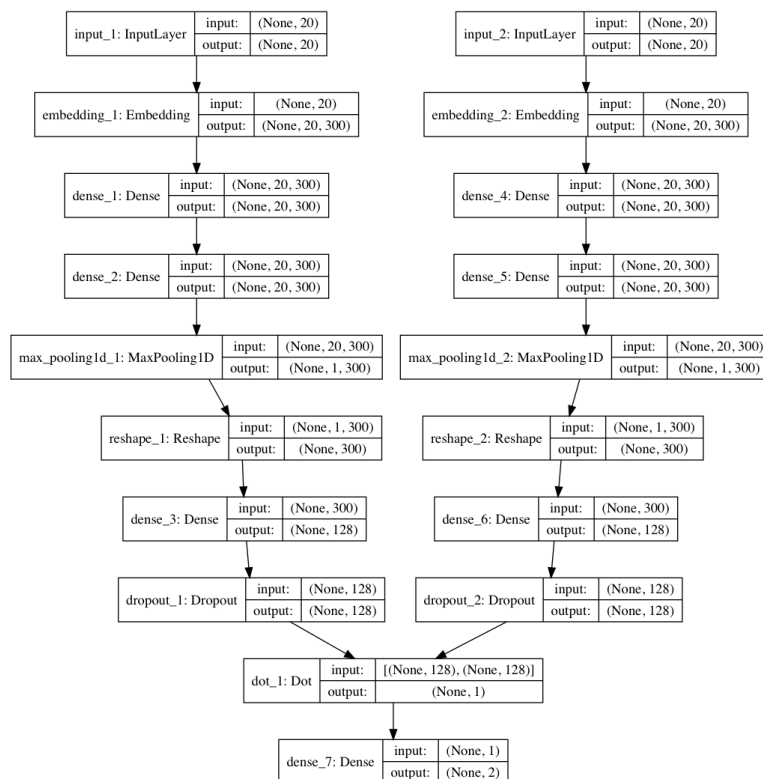 input_1: InputLayer input: (None, 20) output: (None, 20)
input_2: InputLayer input: (None, 20) output: (None, 20)
embedding_1: Embedding input: (None, 20) output: (None, 20, 300)
embedding_2: Embedding input: (None, 20) output: (None, 20, 300)
dense_1: Dense input: (None, 20, 300) output: (None, 20, 300)
dense_4: Dense input: (None, 20, 300) output: (None, 20, 300)
dense_2: Dense input: (None, 20, 300) output: (None, 20, 300)
dense_5: Dense input: (None, 20, 300) output: (None, 20, 300)
max_pooling1d_1: MaxPooling1D input: (None, 20, 300) output: (None, 1, 300)
max_pooling1d_2: MaxPooling1D input: (None, 20, 300) output: (None, 1, 300)
reshape_1: Reshape input: (None, 1, 300) output: (None, 300)
reshape_2: Reshape input: (None, 1, 300) output: (None, 300)
dense_3: Dense input: (None, 300) output: (None, 128)
dense_6: Dense input: (None, 300) output: (None, 128)
dropout_1: Dropout input: (None, 128) output: (None, 128)
dropout_2: Dropout input: (None, 128) output: (None, 128)
dot_1: Dot input: [(None, 128), (None, 128)] output: (None, 1)
dense_7: Dense input: (None, 1) output: (None, 2)